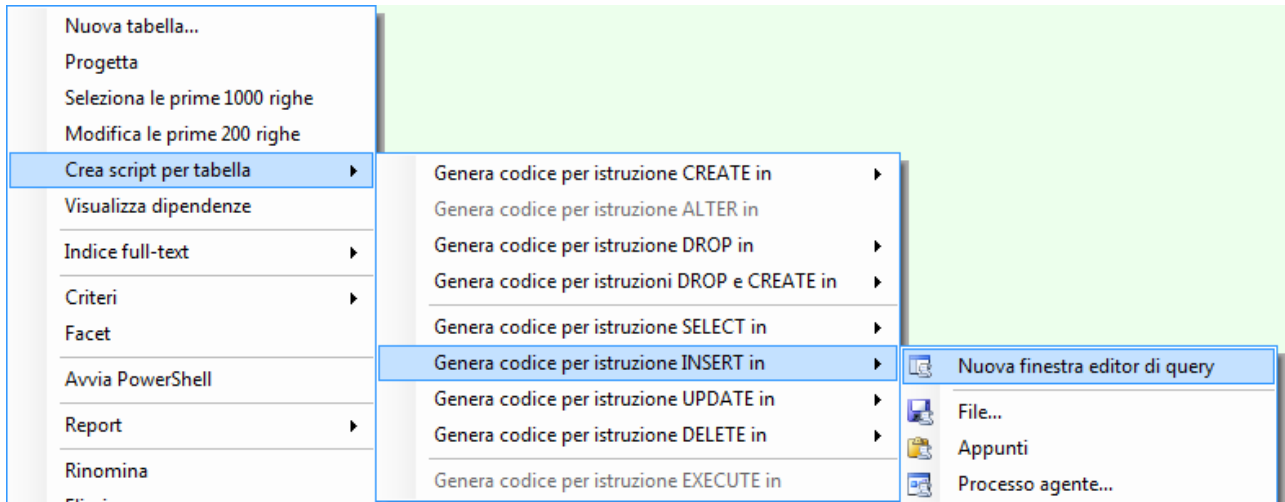 Nuova tabella...
Progetta
Seleziona le prime 1000 righe
Modifica le prime 200 righe
Crea script per tabella
Visualizza dipendenze
Indice full-text
Criteri
Facet
Avvia PowerShell
Report
Rinomina
Genera codice per istruzione CREATE in
Genera codice per istruzione ALTER in
Genera codice per istruzione DROP in
Genera codice per istruzioni DROP e CREATE in
Genera codice per istruzione SELECT in
Genera codice per istruzione INSERT in
Genera codice per istruzione UPDATE in
Genera codice per istruzione DELETE in
Genera codice per istruzione EXECUTE in
Nuova finestra editor di query
File...
Appunti
Processo agente...